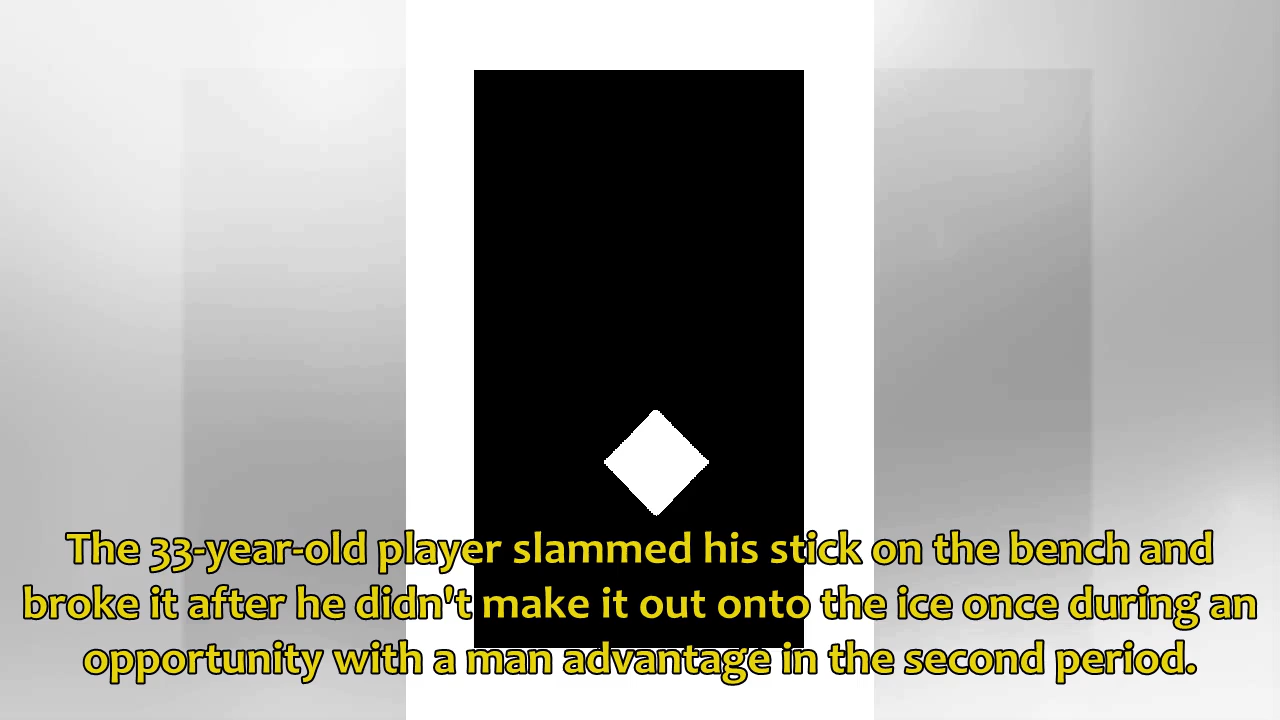 The 33-year-old player slammed his stick on the bench and
broke it after he didn't make it out onto the ice once during an
opportunity with a man advantage in the second period.